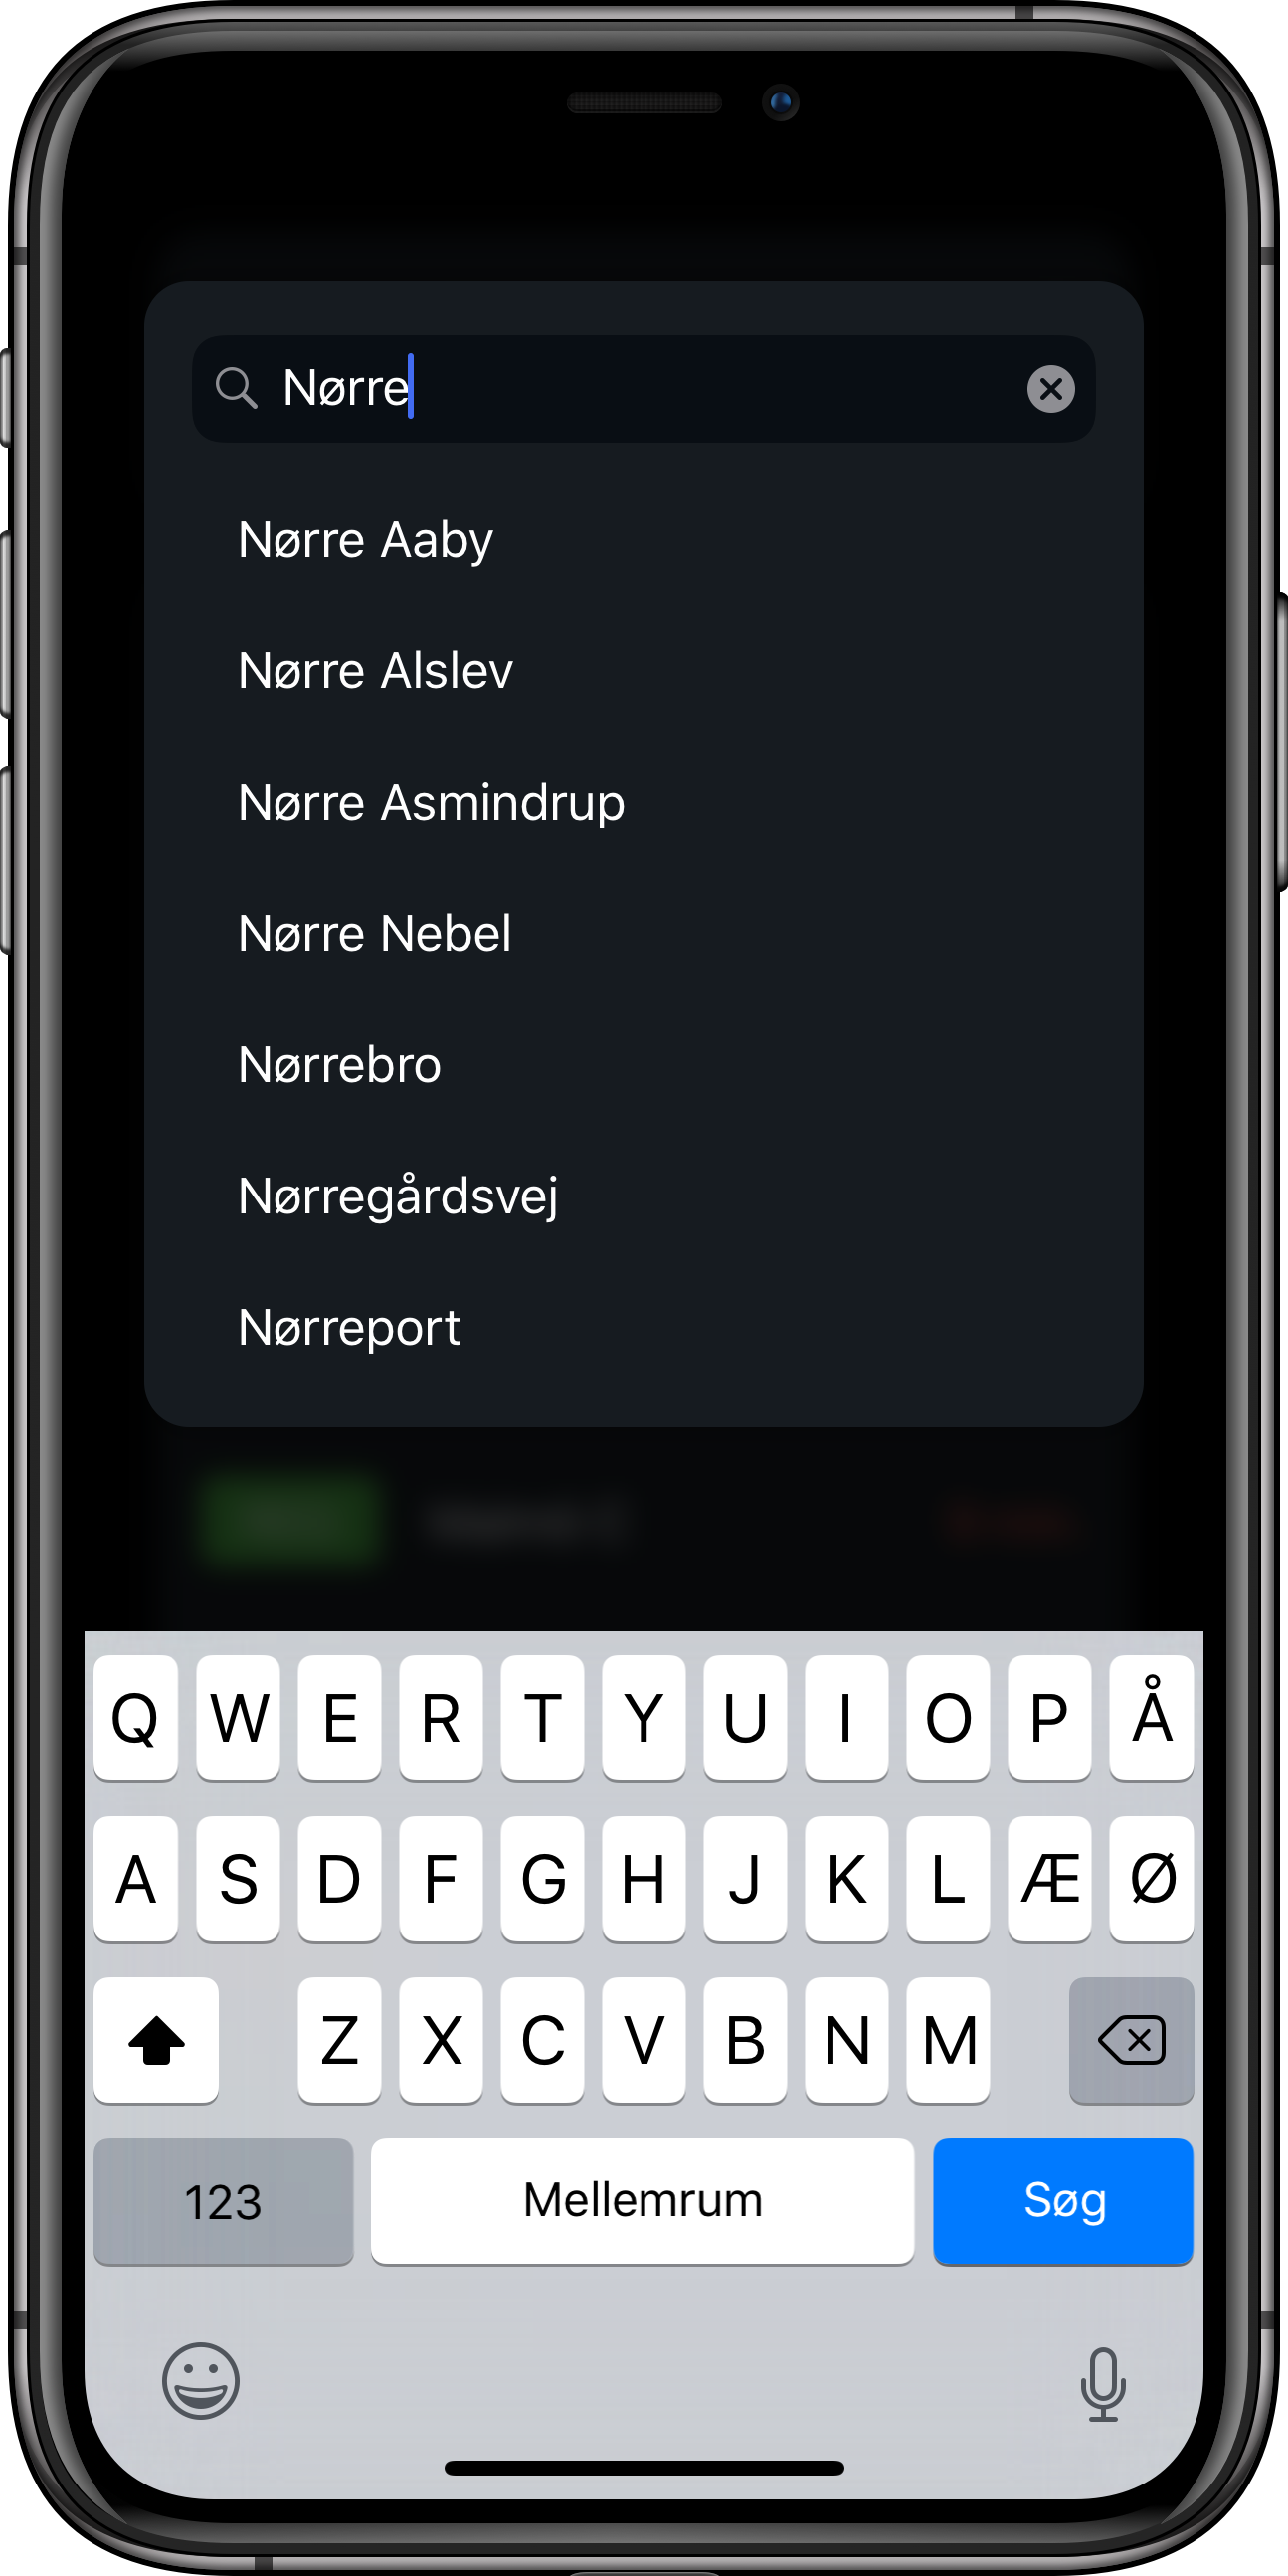 Nørre
Nørre Aaby
Nørre Alslev
Nørre Asmindrup
Nørre Nebel
Nørrebro
Nørregårdsvej
Nørreport
Q W E R T Y U I O P Å
A S D F G H J K L Æ Ø
Z X C V B N M
123 Mellemrum Søg